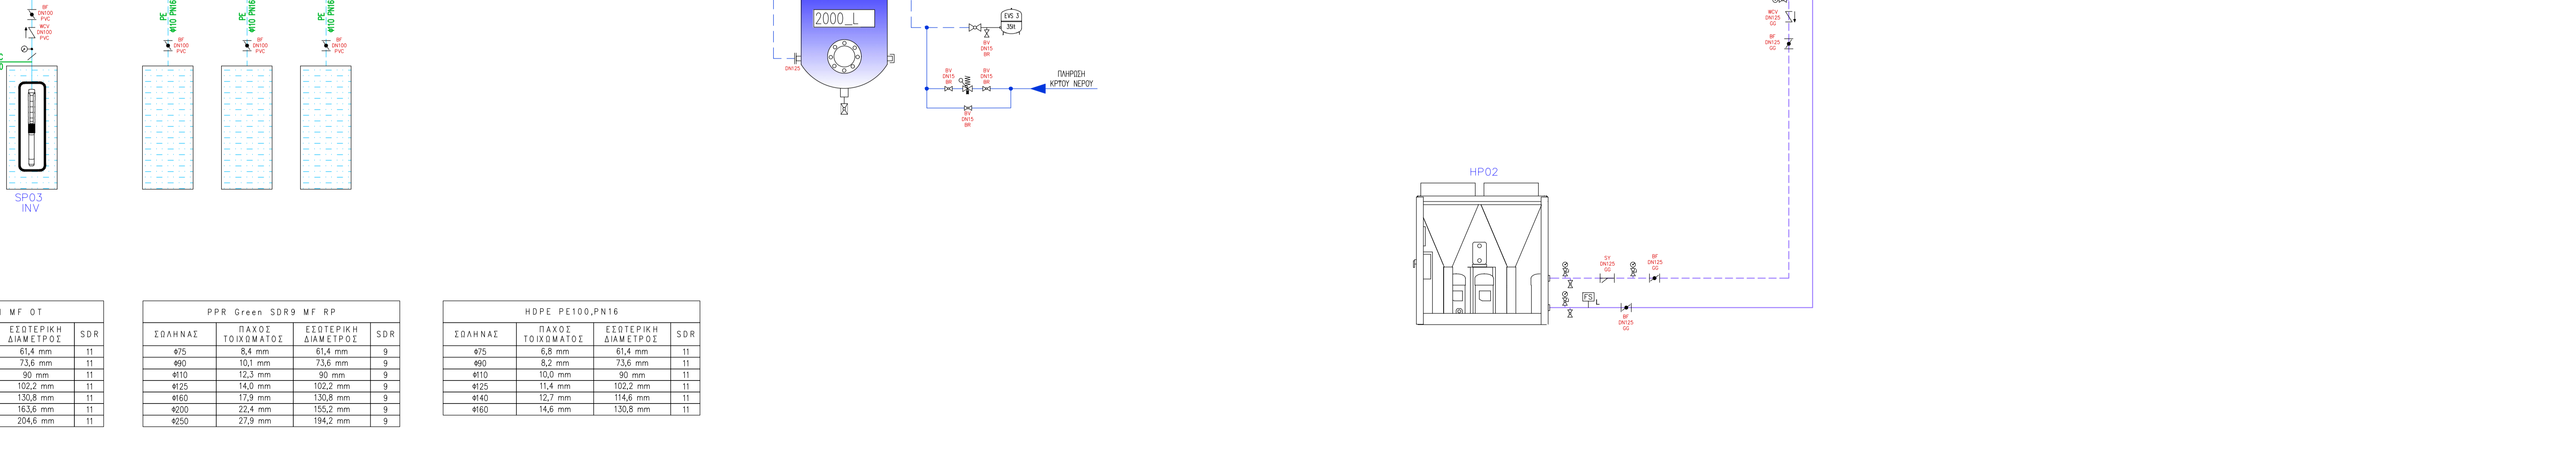 BF
DN100
PVC
WCV
DN100
PVC
PE
Φ110 PN16
BF
DN100
PVC
PE
Φ110 PN16
BF
DN100
PVC
PE
Φ110 PN16
BF
DN100
PVC
SP03
INV
2000_L
DN125
EVS 3
35lt
BV
DN15
BR
BV
DN15
BR
BV
DN15
BR
BV
DN15
BR
ΠΛΗΡΩΣΗ
ΚΡΥΟΥ ΝΕΡΟΥ
WCV
DN125
GG
BF
DN125
GG
HP02
SY
DN125
GG
BF
DN125
GG
FS
L
BF
DN125
GG
MF OT
ΕΣΩΤΕΡΙΚΗ ΔΙΑΜΕΤΡΟΣ SDR
61,4 mm 11
73,6 mm 11
90 mm 11
102,2 mm 11
130,8 mm 11
163,6 mm 11
204,6 mm 11
PPR Green SDR9 MF RP
ΣΩΛΗΝΑΣ ΠΑΧΟΣ ΤΟΙΧΩΜΑΤΟΣ ΕΣΩΤΕΡΙΚΗ ΔΙΑΜΕΤΡΟΣ SDR
Φ75 8,4 mm 61,4 mm 9
Φ90 10,1 mm 73,6 mm 9
Φ110 12,3 mm 90 mm 9
Φ125 14,0 mm 102,2 mm 9
Φ160 17,9 mm 130,8 mm 9
Φ200 22,4 mm 155,2 mm 9
Φ250 27,9 mm 194,2 mm 9
HDPE PE100,PN16
ΣΩΛΗΝΑΣ ΠΑΧΟΣ ΤΟΙΧΩΜΑΤΟΣ ΕΣΩΤΕΡΙΚΗ ΔΙΑΜΕΤΡΟΣ SDR
Φ75 6,8 mm 61,4 mm 11
Φ90 8,2 mm 73,6 mm 11
Φ110 10,0 mm 90 mm 11
Φ125 11,4 mm 102,2 mm 11
Φ140 12,7 mm 114,6 mm 11
Φ160 14,6 mm 130,8 mm 11